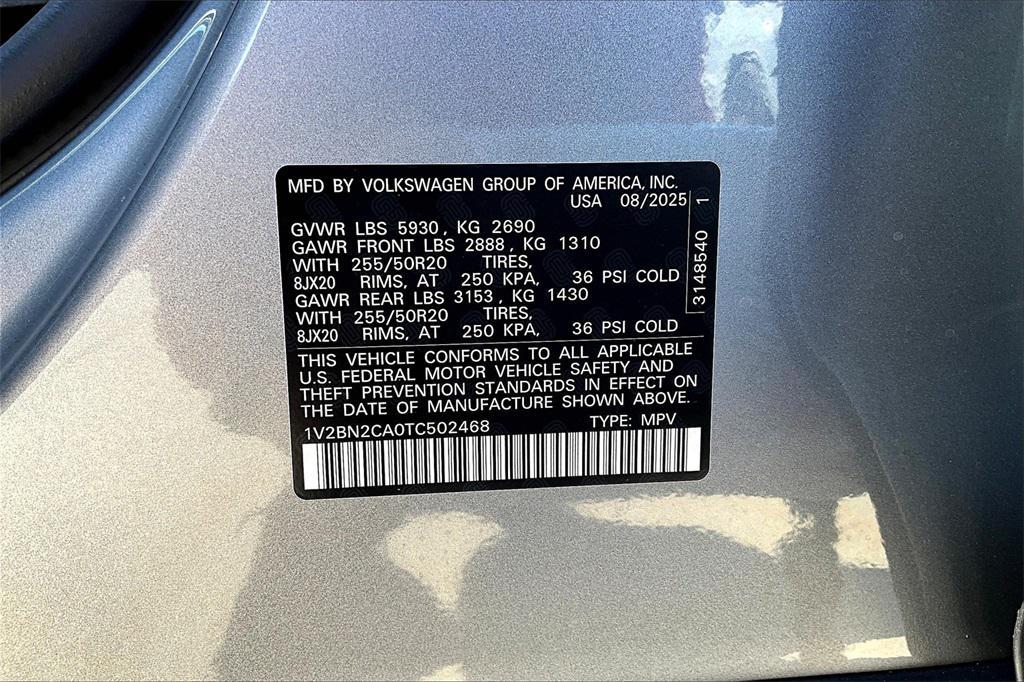 MFD BY VOLKSWAGEN GROUP OF AMERICA, INC.
USA 08/2025
GVWR LBS 5930, KG 2690
GAWR FRONT LBS 2888, KG 1310
WITH 255/50R20 TIRES,
8JX20 RIMS, AT 250 KPA, 36 PSI COLD
GAWR REAR LBS 3153, KG 1430
WITH 255/50R20 TIRES,
8JX20 RIMS, AT 250 KPA, 36 PSI COLD
3148540 1
THIS VEHICLE CONFORMS TO ALL APPLICABLE
U.S. FEDERAL MOTOR VEHICLE SAFETY AND
THEFT PREVENTION STANDARDS IN EFFECT ON
THE DATE OF MANUFACTURE SHOWN ABOVE.
1V2BN2CA0TC502468 TYPE: MPV